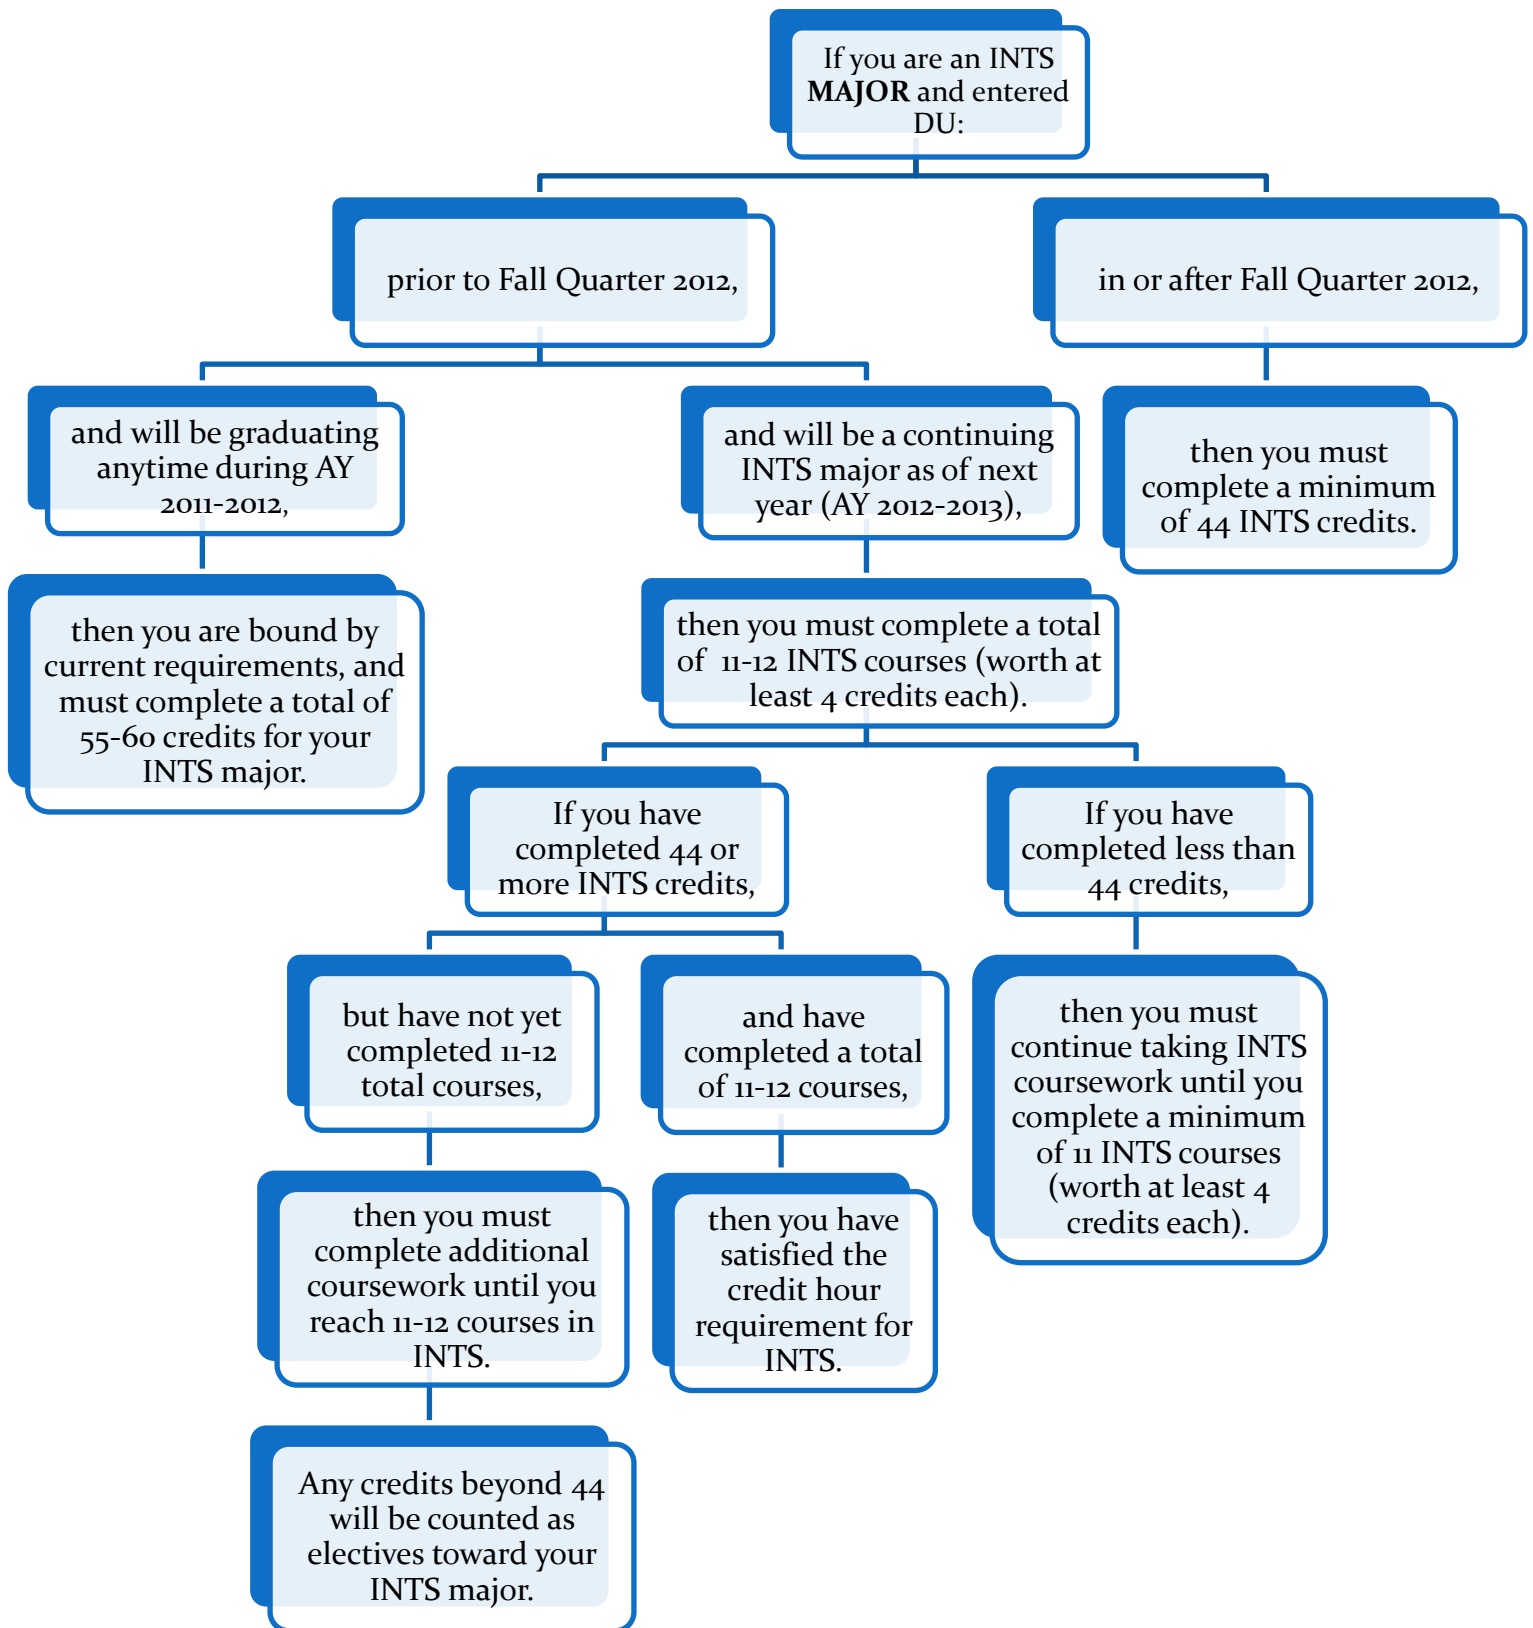 If you are an INTS
MAJOR and entered
DU:
prior to Fall Quarter 2012,
in or after Fall Quarter 2012,
and will be graduating
anytime during AY
2011-2012,
and will be a continuing
INTS major as of next
year (AY 2012-2013),
then you must
complete a minimum
of 44 INTS credits.
then you are bound by
current requirements, and
must complete a total of
55-60 credits for your
INTS major.
then you must complete a total
of 11-12 INTS courses (worth at
least 4 credits each).
If you have
completed 44 or
more INTS credits,
If you have
completed less than
44 credits,
but have not yet
completed 11-12
total courses,
and have
completed a total
of 11-12 courses,
then you must
continue taking INTS
coursework until you
complete a minimum
of 11 INTS courses
(worth at least 4
credits each).
then you must
complete additional
coursework until you
reach 11-12 courses in
INTS.
then you have
satisfied the
credit hour
requirement for
INTS.
Any credits beyond 44
will be counted as
electives toward your
INTS major.